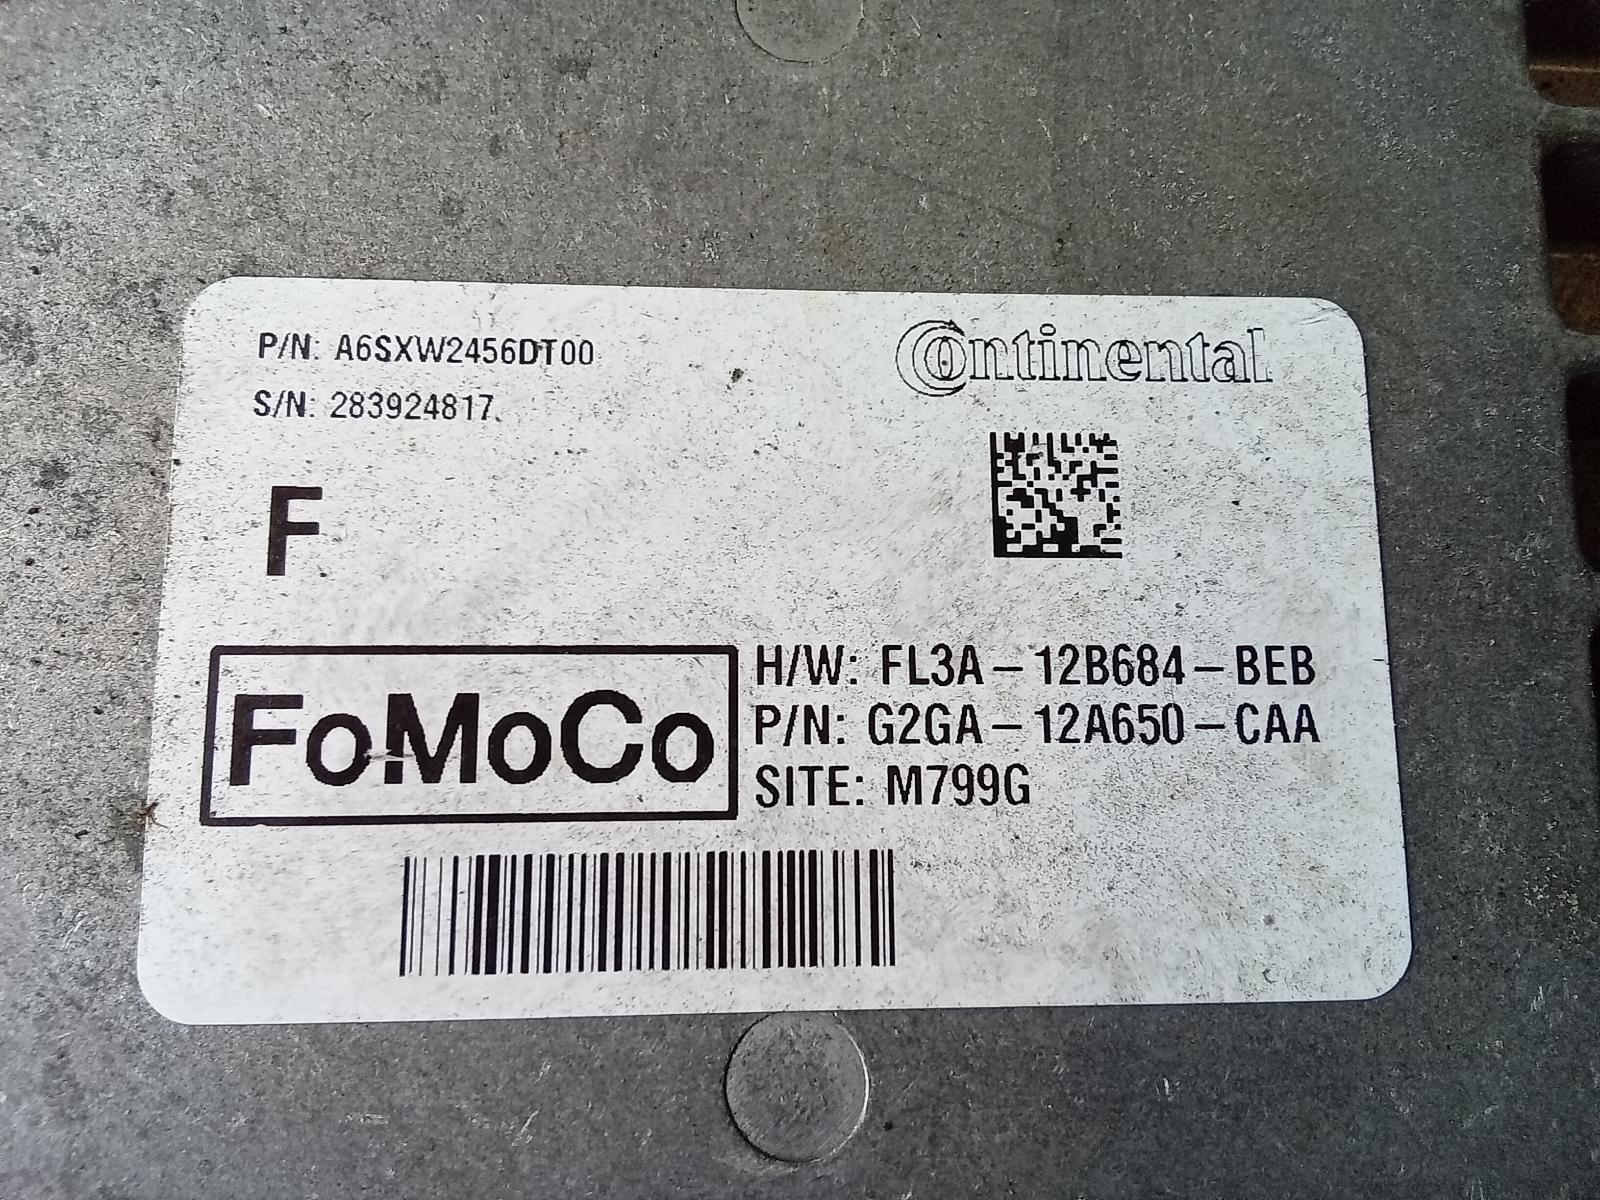 P/N: A6SXW2456DT00
Continental
S/N: 283924817
F
FoMoCo
H/W: FL3A-12B684-BEB
P/N: G2GA-12A650-CAA
SITE: M799G